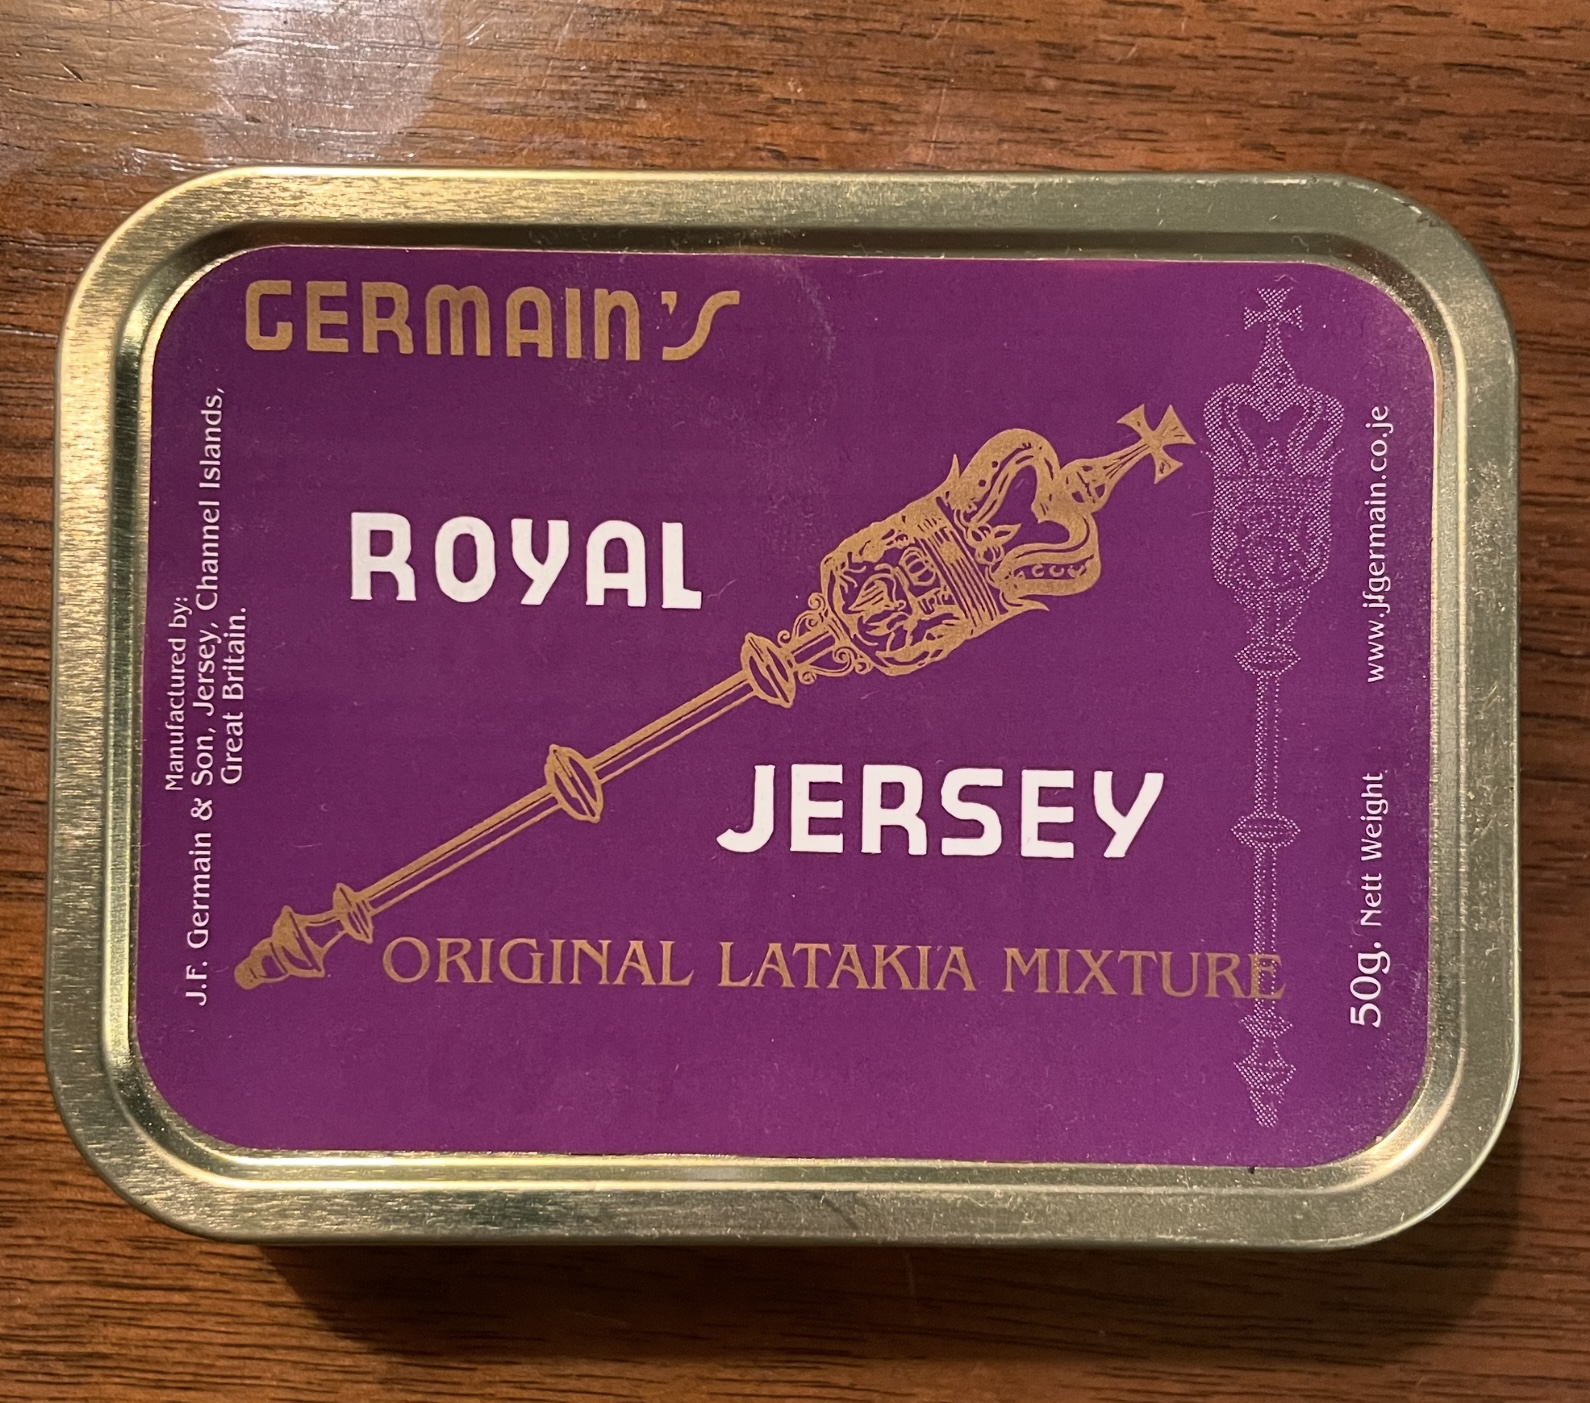 GERMAIN'S
ROYAL
JERSEY
ORIGINAL LATAKIA MIXTURE
Manufactured by:
J.F. Germain & Son, Jersey, Channel Islands,
Great Britain.
50g. Nett Weight
www.jfgermain.co.je